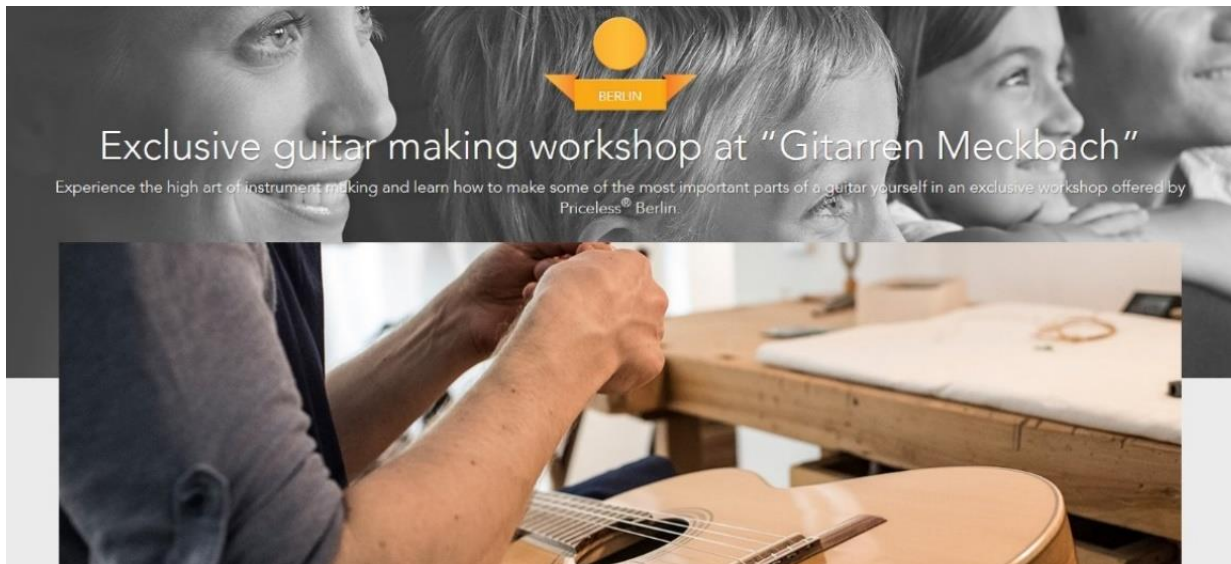 BERLIN
Exclusive guitar making workshop at “Gitarren Meckbach”
Experience the high art of instrument making and learn how to make some of the most important parts of a guitar yourself in an exclusive workshop offered by
Priceless® Berlin.